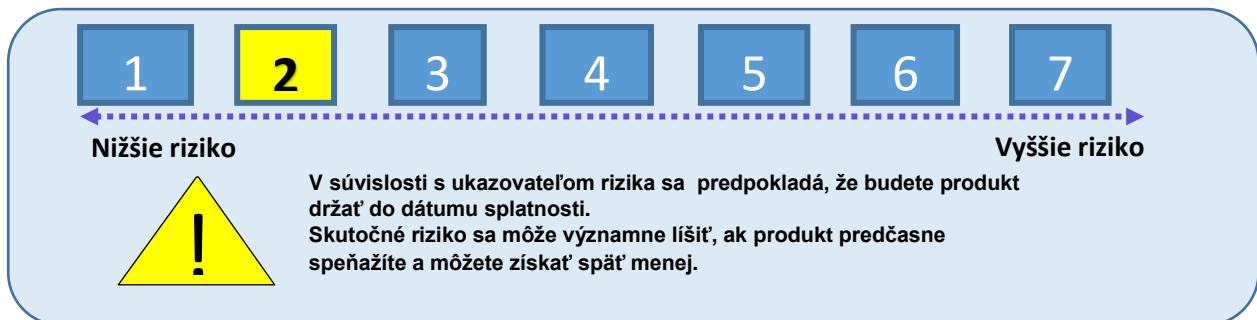 1 2 3 4 5 6 7
Nižšie riziko Vyššie riziko
!
V súvislosti s ukazovateľom rizika sa predpokladá, že budete produkt
držať do dátumu splatnosti.
Skutočné riziko sa môže významne líšiť, ak produkt predčasne
speňažíte a môžete získať späť menej.